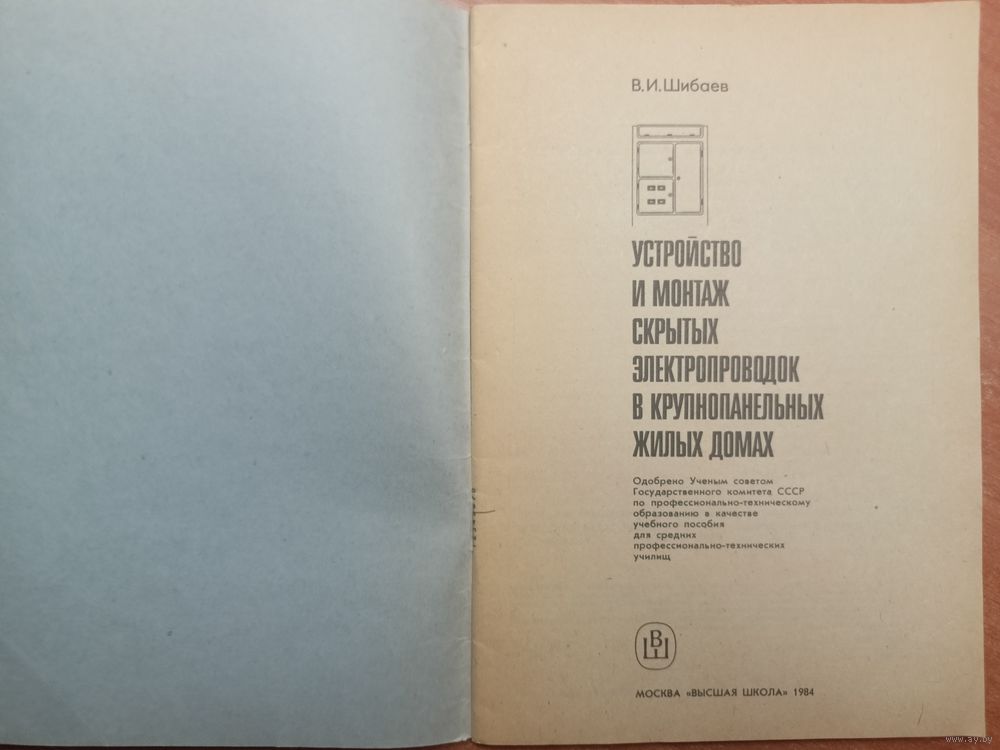 В.И.Шибаев
УСТРОЙСТВО
И МОНТАЖ
СКРЫТЫХ
ЭЛЕКТРОПРОВОДОК
В КРУПНОПАНЕЛЬНЫХ
ЖИЛЫХ ДОМАХ
Одобрено Ученым советом
Государственного комитета СССР
по профессионально-техническому
образованию в качестве
учебного пособия
для средних
профессионально-технических
училищ
ВШ
МОСКВА «ВЫСШАЯ ШКОЛА» 1984
www.ay.by